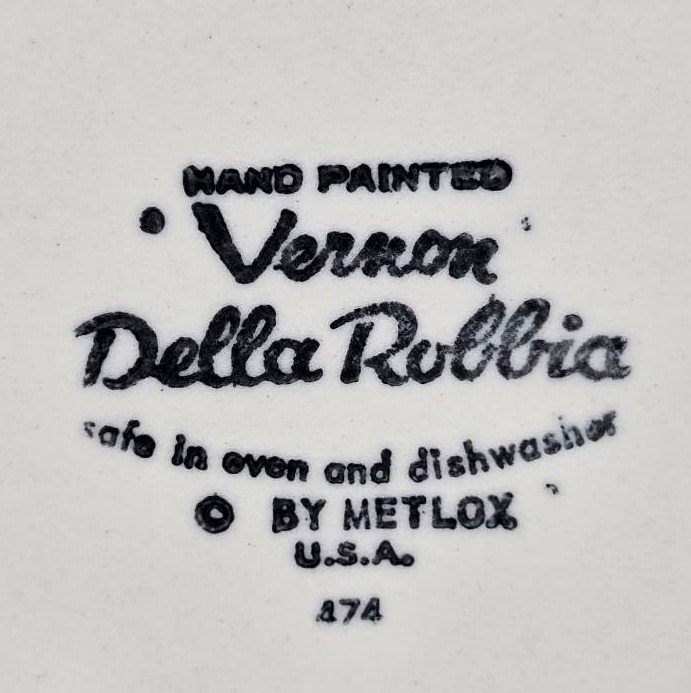 HAND PAINTED
Vernon
Della Robbia
safe in oven and dishwasher
© BY METLOX
U.S.A.
474